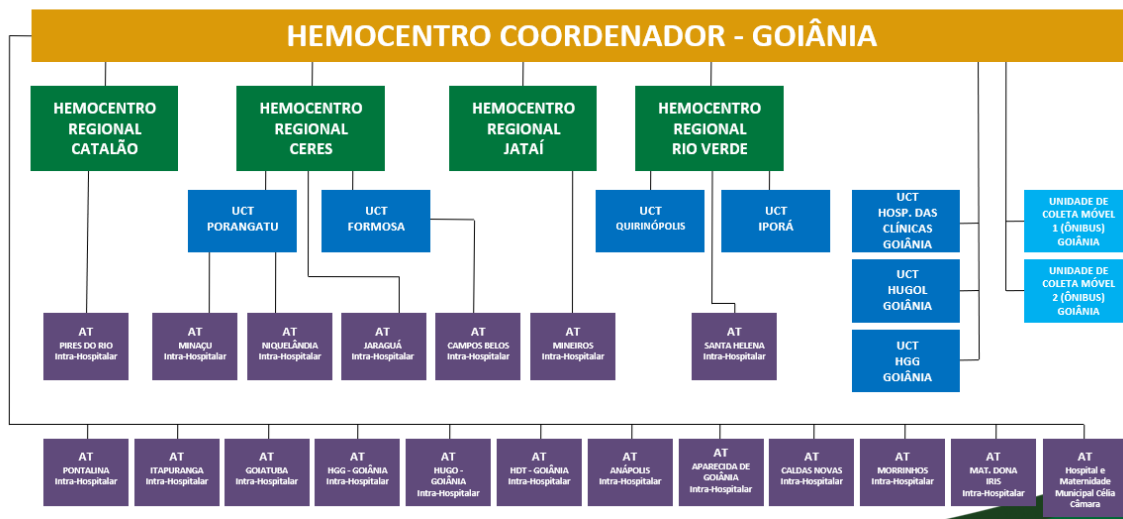 HEMOCENTRO COORDENADOR - GOIÂNIA
HEMOCENTRO
REGIONAL
CATALÃO
HEMOCENTRO
REGIONAL
CERES
HEMOCENTRO
REGIONAL
JATAÍ
HEMOCENTRO
REGIONAL
RIO VERDE
UCT
PORANGATU
UCT
FORMOSA
UCT
QUIRINÓPOLIS
UCT
IPORÁ
UCT
HOSP. DAS
CLÍNICAS
GOIÂNIA
UNIDADE DE
COLETA MÓVEL
1 (ÔNIBUS)
GOIÂNIA
UCT
HUGOL
GOIÂNIA
UNIDADE DE
COLETA MÓVEL
2 (ÔNIBUS)
GOIÂNIA
AT
PIRES DO RIO
Intra-Hospitalar
AT
MINAÇU
Intra-Hospitalar
AT
NIQUELÂNDIA
Intra-Hospitalar
AT
JARAGUÁ
Intra-Hospitalar
AT
CAMPOS BELOS
Intra-Hospitalar
AT
MINEIROS
Intra-Hospitalar
AT
SANTA HELENA
Intra-Hospitalar
UCT
HGG
GOIÂNIA
AT
PONTALINA
Intra-Hospitalar
AT
ITAPURANGA
Intra-Hospitalar
AT
GOIATUBA
Intra-Hospitalar
AT
HGG - GOIÂNIA
Intra-Hospitalar
AT
HUGO -
GOIÂNIA
Intra-Hospitalar
AT
HDT - GOIÂNIA
Intra-Hospitalar
AT
ANÁPOLIS
Intra-Hospitalar
AT
APARECIDA DE
GOIÂNIA
Intra-Hospitalar
AT
CALDAS NOVAS
Intra-Hospitalar
AT
MORRINHOS
Intra-Hospitalar
AT
MAT. DONA
IRIS
Intra-Hospitalar
AT
Hospital e
Maternidade
Municipal Célia
Câmara